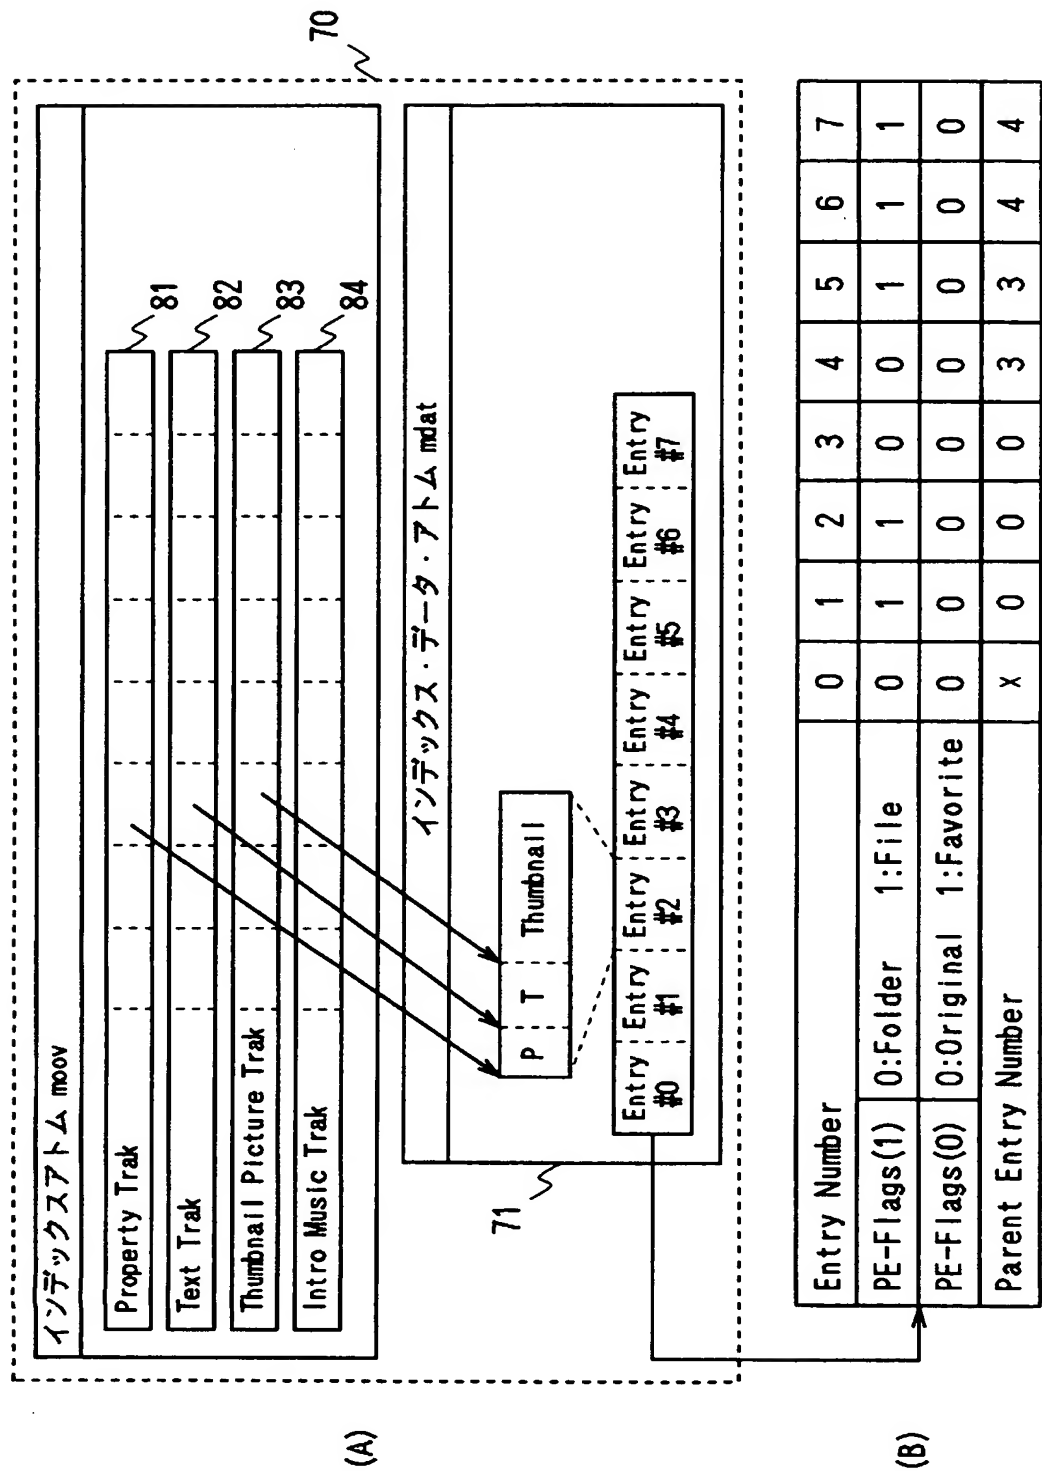 (A)
70
インデックスアトム moov
Property Trak
81
Text Trak
82
Thumbnail Picture Trak
83
Intro Music Trak
84
71
インデックス・データ・アトム mdat
P T Thumbnail
Entry #0 Entry #1 Entry #2 Entry #3 Entry #4 Entry #5 Entry #6 Entry #7
(B)
Entry Number 0 1 2 3 4 5 6 7
PE-Flags(1) 0:Folder 1:File 0 1 1 0 0 1 1 1
PE-Flags(0) 0:Original 1:Favorite 0 0 0 0 0 0 0 0
Parent Entry Number x 0 0 0 3 3 4 4